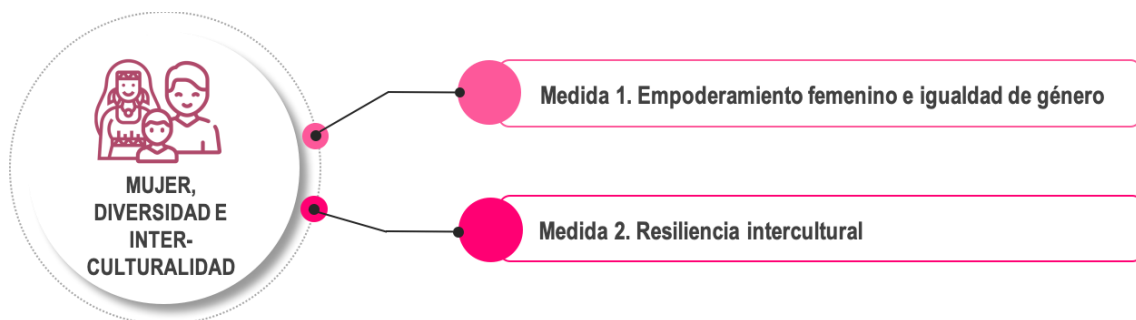 MUJER,
DIVERSIDAD E
INTER-
CULTURALIDAD
Medida 1. Empoderamiento femenino e igualdad de género
Medida 2. Resiliencia intercultural